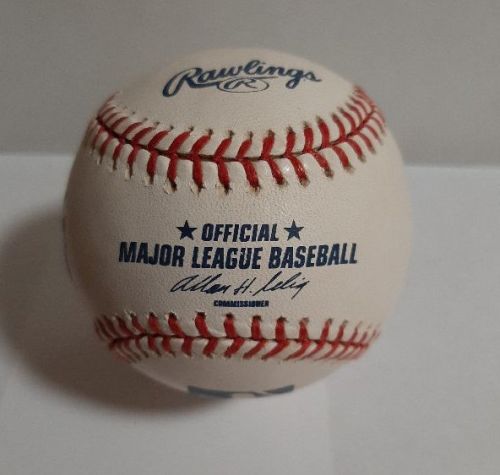 Rawlings
R
★ OFFICIAL ★
MAJOR LEAGUE BASEBALL
Allan H. Selig
COMMISSIONER